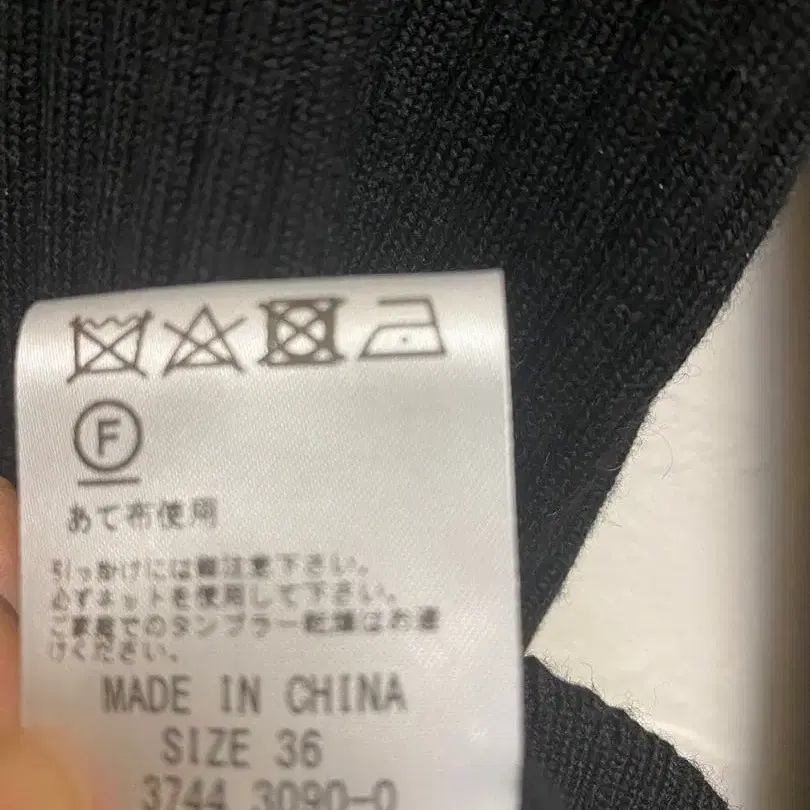 F
あて布使用
引っ掛けには御注意下さい。
必ずネットを使用して下さい。
ご家庭でのタンブラー乾燥はお避
けください。
MADE IN CHINA
SIZE 36
3744 3090-0